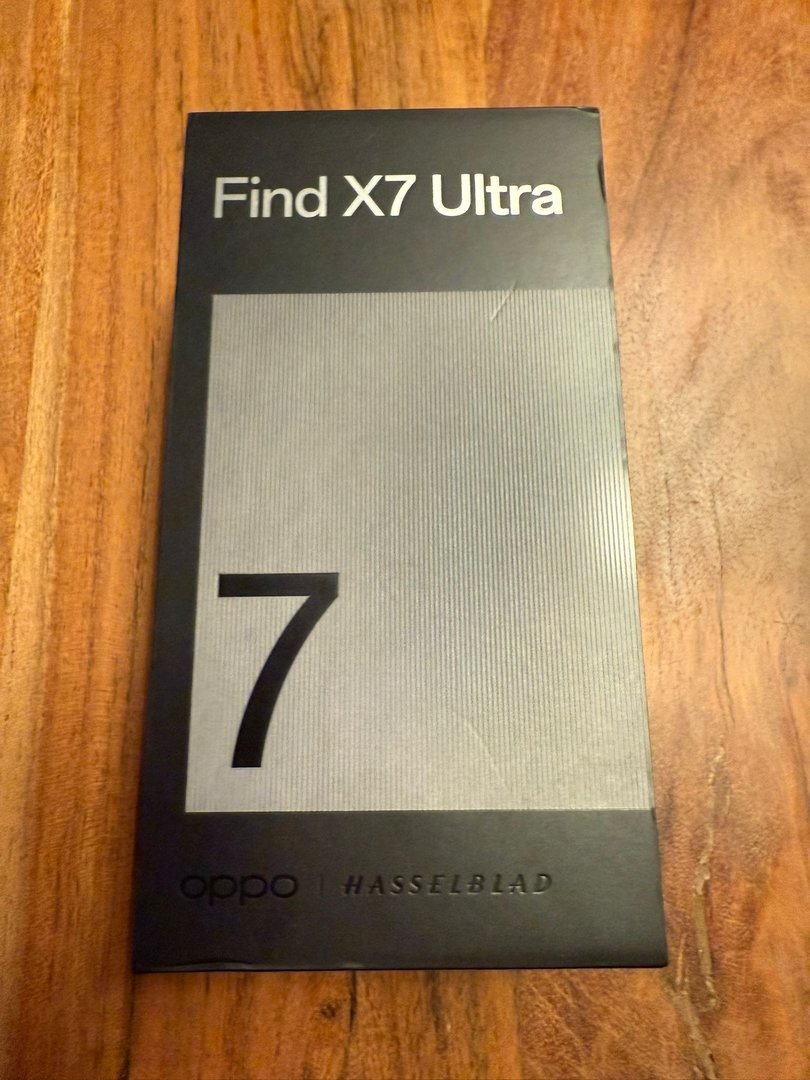 Find X7 Ultra
7
oppo | HASSELBLAD